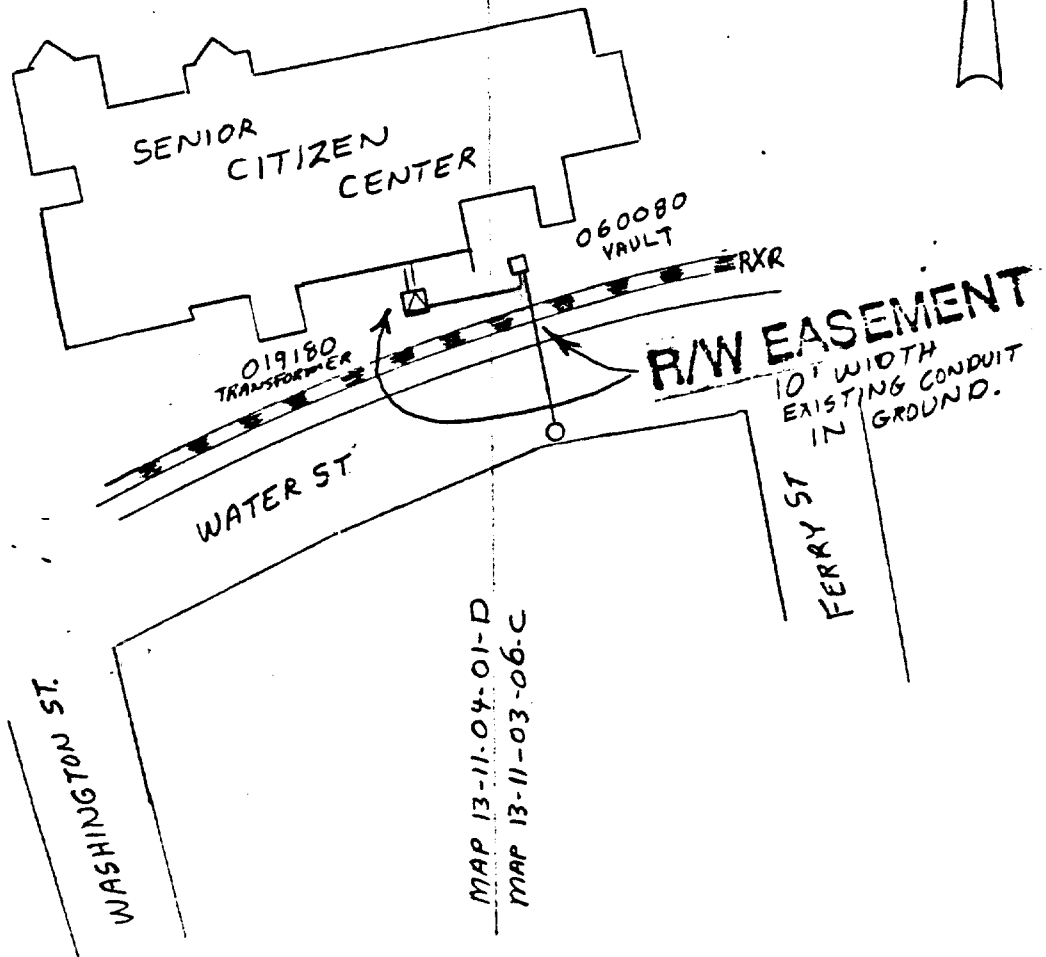 SENIOR
CITIZEN
CENTER
060080
VAULT
RXR
019180
TRANSFORMER
R/W EASEMENT
10' WIDTH
EXISTING CONDUIT
IN GROUND.
WATER ST
FERRY ST
WASHINGTON ST.
MAP 13-11-04-01-D
MAP 13-11-03-06-C